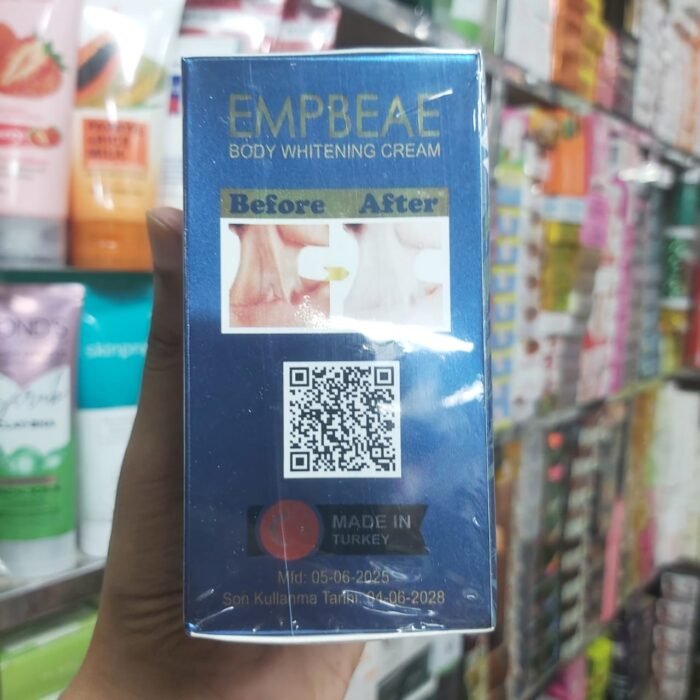 EMPBEAE
BODY WHITENING CREAM
Before After
MADE IN
TURKEY
Mfd: 05-06-2025
Son Kullanma Tarihi: 04-06-2028